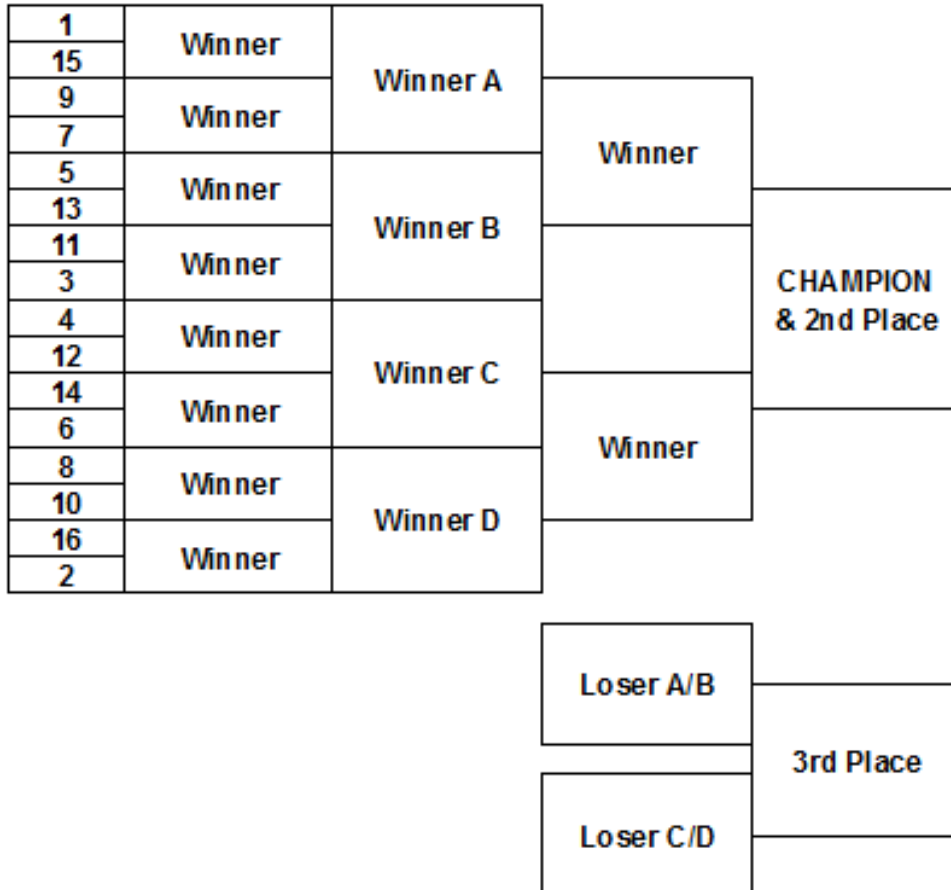 1
15
Winner
Winner A
9
7
Winner
Winner
5
13
Winner
Winner B
11
3
Winner
CHAMPION
& 2nd Place
4
12
Winner
Winner C
14
6
Winner
Winner
8
10
Winner
Winner D
16
2
Winner
Loser A/B
3rd Place
Loser C/D